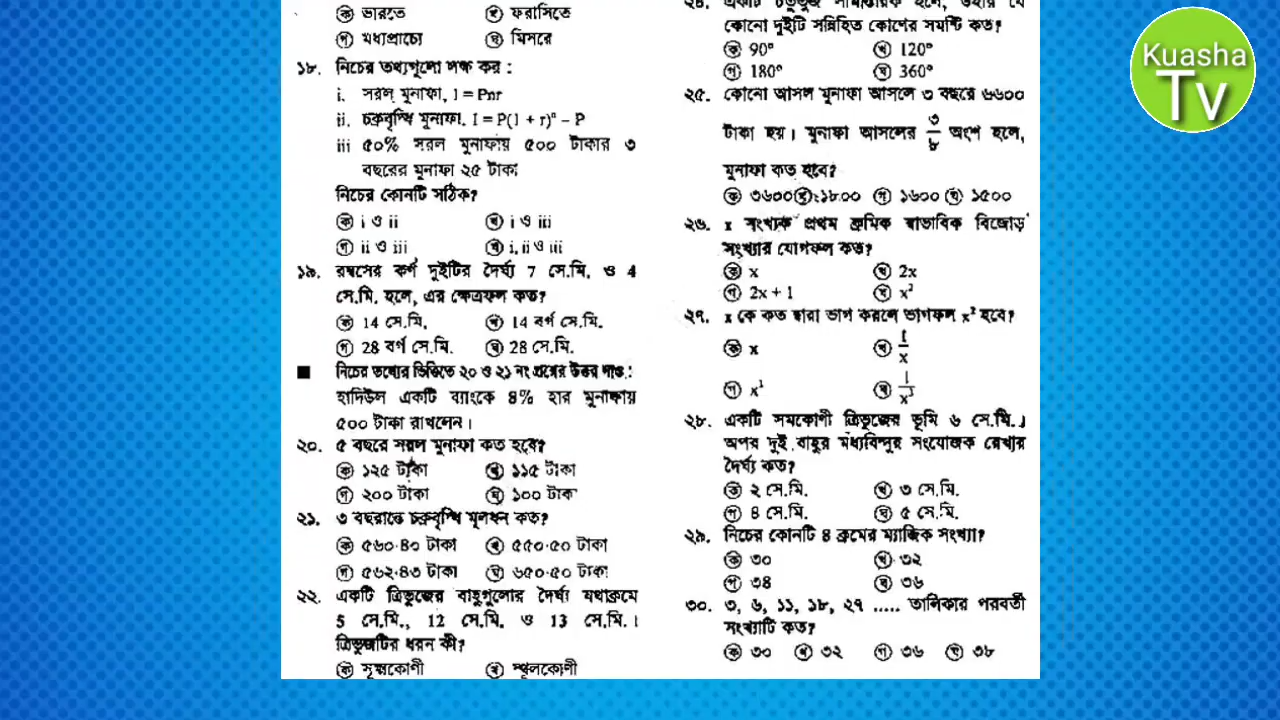 ক ভারতে খ ফরাসিতে
গ মধ্যপ্রাচ্যে ঘ মিসরে
১৮. নিচের তথ্যগুলো লক্ষ কর :
i. সরল মুনাফা, I = Pnr
ii. চক্রবৃদ্ধি মুনাফা, I = P(1 + r)ⁿ – P
iii ৫০% সরল মুনাফায় ৫০০ টাকার ৩
বছরের মুনাফা ২৫ টাকা
নিচের কোনটি সঠিক?
ক i ও ii খ i ও iii
গ ii ও iii ঘ i, ii ও iii
১৯. রম্বসের কর্ণ দুইটির দৈর্ঘ্য 7 সে.মি. ও 4
সে.মি. হলে, এর ক্ষেত্রফল কত?
ক 14 সে.মি. খ 14 বর্গ সে.মি.
গ 28 বর্গ সে.মি. ঘ 28 সে.মি.
■ নিচের তথ্যের ভিত্তিতে ২০ ও ২১ নং প্রশ্নের উত্তর দাও :
হাদিউল একটি ব্যাংকে ৪% হার মুনাফায়
৫০০ টাকা রাখলেন।
২০. ৫ বছরে সরল মুনাফা কত হবে?
ক ১২৫ টাকা খ ১১৫ টাকা
গ ২০০ টাকা ঘ ১০০ টাকা
২১. ৩ বছরান্তে চক্রবৃদ্ধি মূলধন কত?
ক ৫৬০·৪০ টাকা খ ৫৫০·৫০ টাকা
গ ৫৬২·৪৩ টাকা ঘ ৬৫০·৫০ টাকা
২২. একটি ত্রিভুজের বাহুগুলোর দৈর্ঘ্য যথাক্রমে
5 সে.মি., 12 সে.মি. ও 13 সে.মি.।
ত্রিভুজটির ধরন কী?
ক সূক্ষ্মকোণী খ স্থূলকোণী
২৪. একটি চতুর্ভুজ সামান্তরিক হলে, উহার যে
কোনো দুইটি সন্নিহিত কোণের সমষ্টি কত?
ক 90° খ 120°
গ 180° ঘ 360°
২৫. কোনো আসল মুনাফা আসলে ৩ বছরে ৬৬০০
টাকা হয়। মুনাফা আসলের ৩/৮ অংশ হলে,
মুনাফা কত হবে?
ক ৩৬০০ খ ১৮০০ গ ১৬০০ ঘ ১৫০০
২৬. x সংখ্যক প্রথম ক্রমিক স্বাভাবিক বিজোড়
সংখ্যার যোগফল কত?
ক x খ 2x
গ 2x + 1 ঘ x²
২৭. x কে কত দ্বারা ভাগ করলে ভাগফল x² হবে?
ক x খ 1/x
গ x¹ ঘ
২৮. একটি সমকোণী ত্রিভুজের ভূমি ৬ সে.মি.।
অপর দুই বাহুর মধ্যবিন্দুর সংযোজক রেখার
দৈর্ঘ্য কত?
ক ২ সে.মি. খ ৩ সে.মি.
গ ৪ সে.মি. ঘ ৫ সে.মি.
২৯. নিচের কোনটি ৪ ক্রমের ম্যাজিক সংখ্যা?
ক ৩০ খ ৩২
গ ৩৪ ঘ ৩৬
৩০. ৩, ৬, ১১, ১৮, ২৭ ..... তালিকার পরবর্তী
সংখ্যাটি কত?
ক ৩০ খ ৩২ গ ৩৬ ঘ ৩৮
Kuasha
Tv